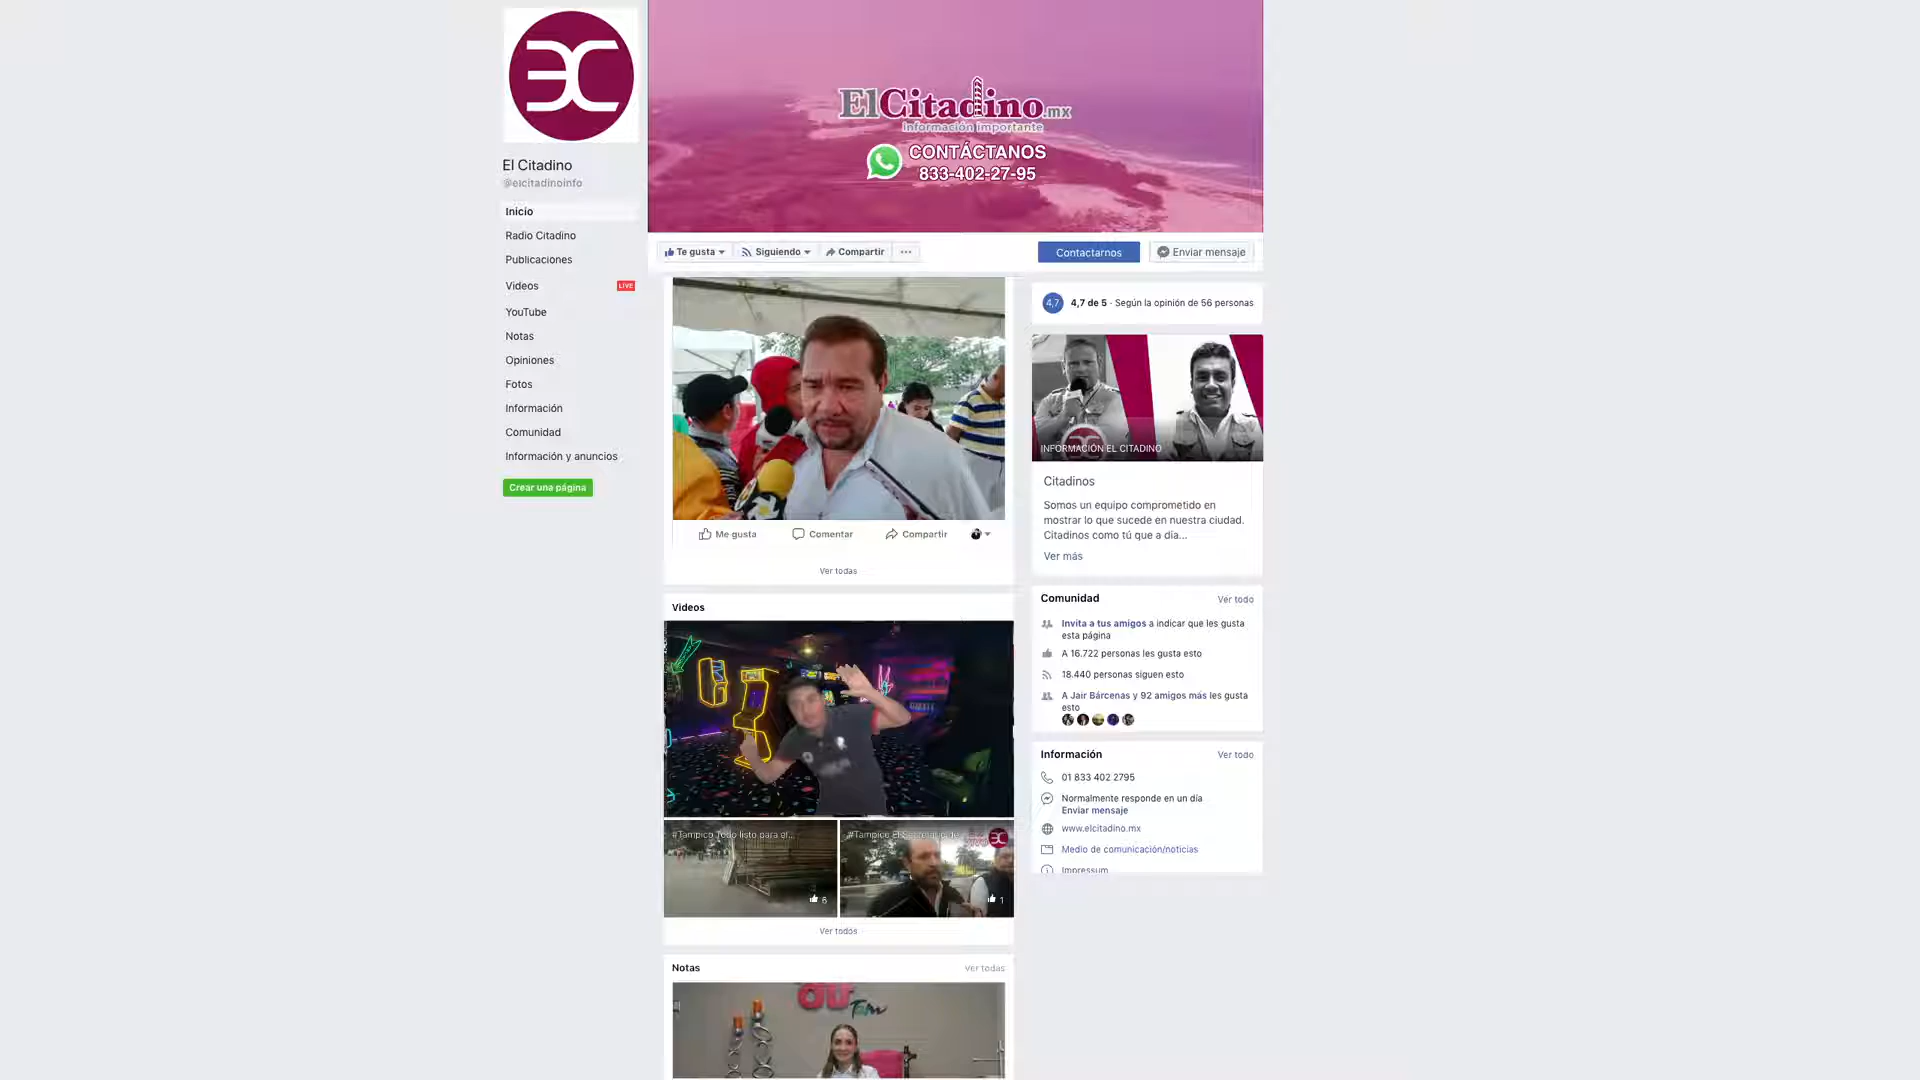 El Citadino
@elcitadinoinfo
Inicio
Radio Citadino
Publicaciones
Videos
LIVE
YouTube
Notas
Opiniones
Fotos
Información
Comunidad
Información y anuncios
Crear una página
ElCitadino.mx
Información importante
CONTÁCTANOS
833-402-27-95
Te gusta
Siguiendo
Compartir
Contactarnos
Enviar mensaje
Me gusta
Comentar
Compartir
Ver todas
Videos
#Tampico Todo listo para el...
6
#Tampico El Secretario de
1
Ver todos
Notas
Ver todas
Tam
4,7
4,7 de 5 · Según la opinión de 56 personas
INFORMACIÓN EL CITADINO
Citadinos
Somos un equipo comprometido en
mostrar lo que sucede en nuestra ciudad.
Citadinos como tú que a día...
Ver más
Comunidad
Ver todo
Invita a tus amigos a indicar que les gusta
esta página
A 16.722 personas les gusta esto
18.440 personas siguen esto
A Jair Bárcenas y 92 amigos más les gusta
esto
Información
Ver todo
01 833 402 2795
Normalmente responde en un día
Enviar mensaje
www.elcitadino.mx
Medio de comunicación/noticias
Impressum